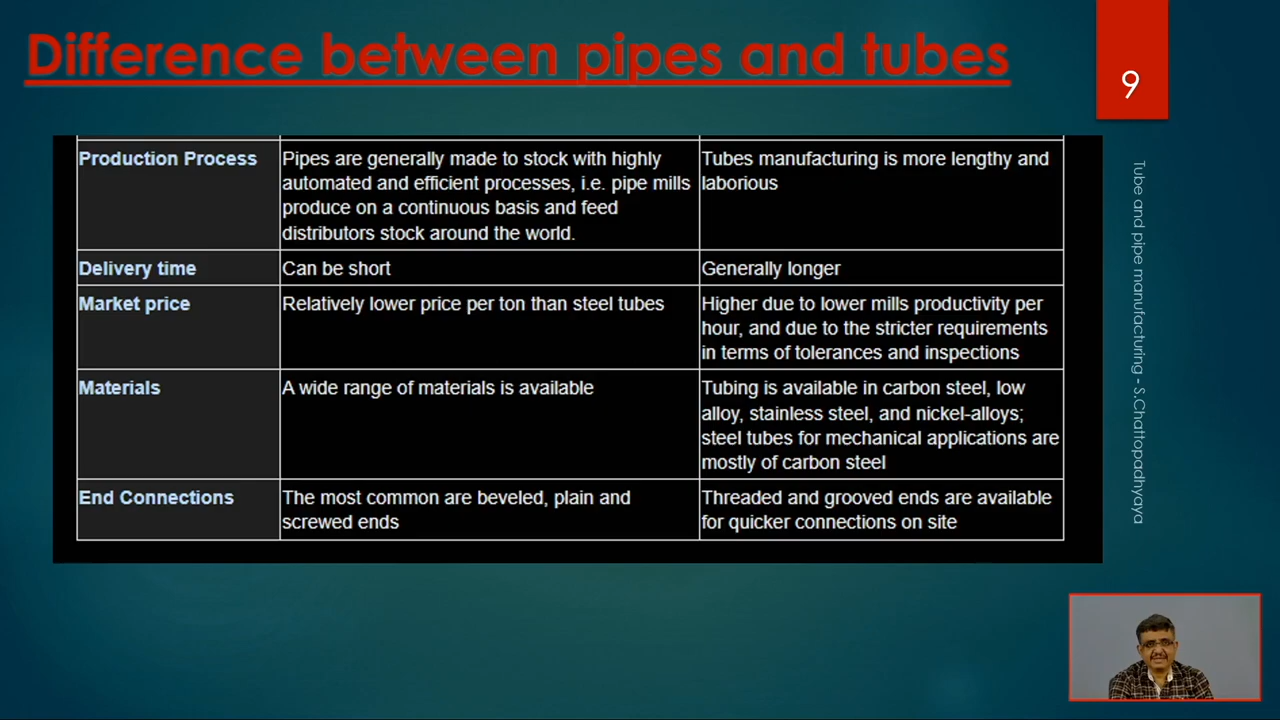 Difference between pipes and tubes
9
Production Process
Pipes are generally made to stock with highly
automated and efficient processes, i.e. pipe mills
produce on a continuous basis and feed
distributors stock around the world.
Tubes manufacturing is more lengthy and
laborious
Delivery time
Can be short
Generally longer
Market price
Relatively lower price per ton than steel tubes
Higher due to lower mills productivity per
hour, and due to the stricter requirements
in terms of tolerances and inspections
Materials
A wide range of materials is available
Tubing is available in carbon steel, low
alloy, stainless steel, and nickel-alloys;
steel tubes for mechanical applications are
mostly of carbon steel
End Connections
The most common are beveled, plain and
screwed ends
Threaded and grooved ends are available
for quicker connections on site
Tube and pipe manufacturing - S.Chattopadhyaya